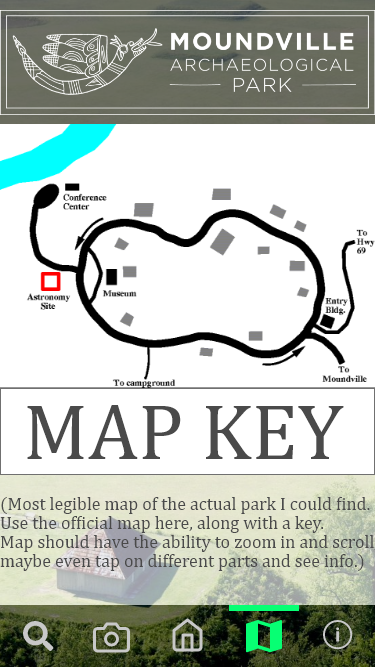 MOUNDVILLE
ARCHAEOLOGICAL
PARK
Conference
Center
To
Hwy
69
Astronomy
Site
Museum
Entry
Bldg.
To campground
To
Moundville
MAP KEY
(Most legible map of the actual park I could find.
Use the official map here, along with a key.
Map should have the ability to zoom in and scroll
maybe even tap on different parts and see info.)